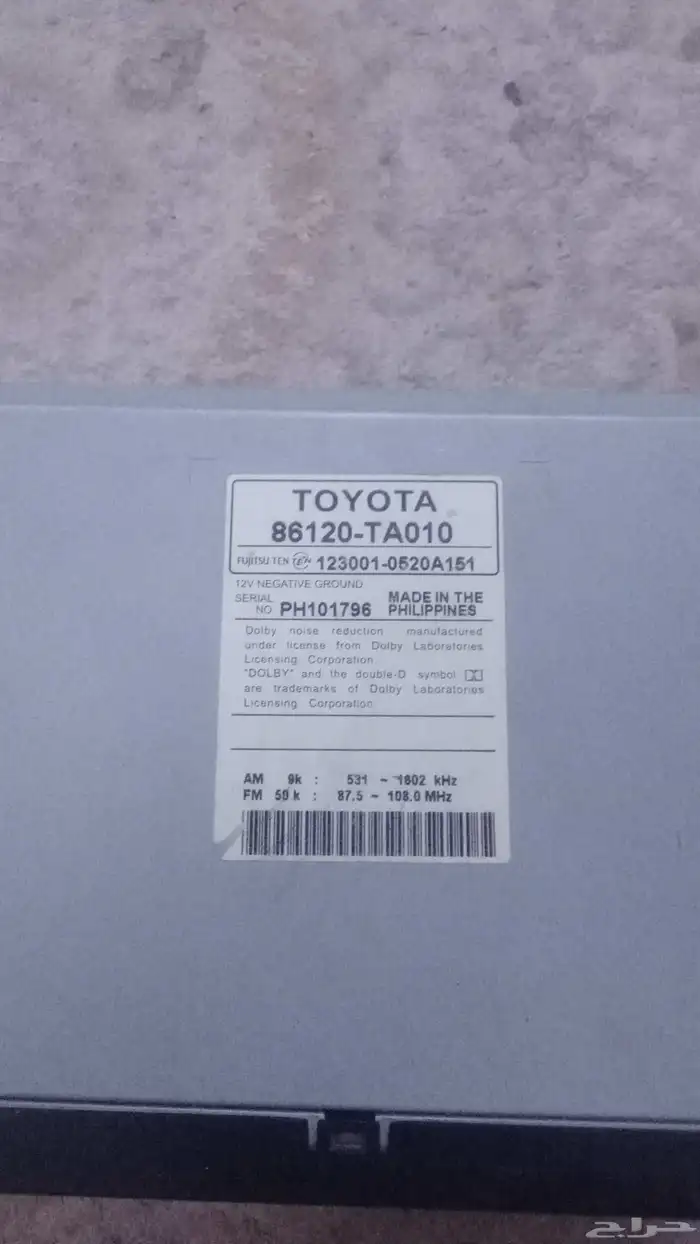 TOYOTA
86120-TA010
FUJITSU TEN TEN 123001-0520A151
12V NEGATIVE GROUND
SERIAL NO PH101796 MADE IN THE PHILIPPINES
Dolby noise reduction manufactured
under license from Dolby Laboratories
Licensing Corporation
"DOLBY" and the double-D symbol
are trademarks of Dolby Laboratories
Licensing Corporation
AM 9k : 531 ~ 1602 kHz
FM 50 k : 87.5 ~ 108.0 MHz
حراج